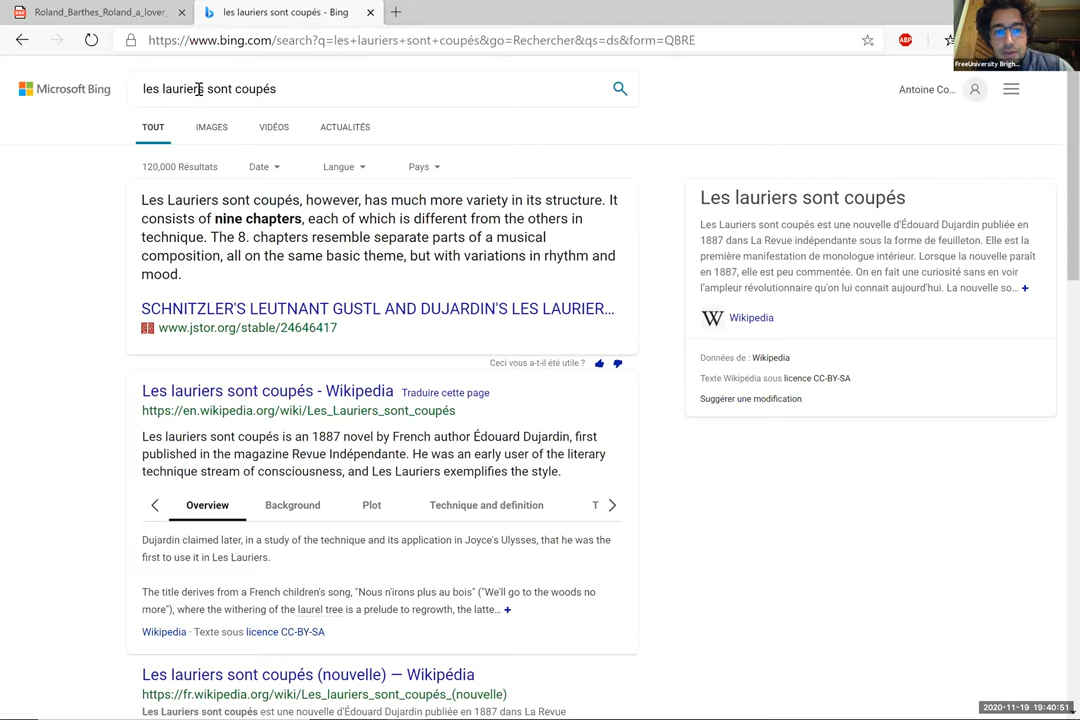 Roland_Barthes_Roland_a_lover_
les lauriers sont coupés - Bing
https://www.bing.com/search?q=les+lauriers+sont+coupés&go=Rechercher&qs=ds&form=QBRE
ABP
FreeUniversity Brigh...
Microsoft Bing
les lauriers sont coupés
Antoine Co...
TOUT
IMAGES
VIDÉOS
ACTUALITÉS
120,000 Résultats
Date
Langue
Pays
Les Lauriers sont coupés, however, has much more variety in its structure. It
consists of nine chapters, each of which is different from the others in
technique. The 8. chapters resemble separate parts of a musical
composition, all on the same basic theme, but with variations in rhythm and
mood.
SCHNITZLER'S LEUTNANT GUSTL AND DUJARDIN'S LES LAURIER...
www.jstor.org/stable/24646417
Ceci vous a-t-il été utile ?
Les lauriers sont coupés - Wikipedia Traduire cette page
https://en.wikipedia.org/wiki/Les_Lauriers_sont_coupés
Les lauriers sont coupés is an 1887 novel by French author Édouard Dujardin, first
published in the magazine Revue Indépendante. He was an early user of the literary
technique stream of consciousness, and Les Lauriers exemplifies the style.
Overview
Background
Plot
Technique and definition
T
Dujardin claimed later, in a study of the technique and its application in Joyce's Ulysses, that he was the
first to use it in Les Lauriers.
The title derives from a French children's song, "Nous n'irons plus au bois" ("We'll go to the woods no
more"), where the withering of the laurel tree is a prelude to regrowth, the latte... +
Wikipedia · Texte sous licence CC-BY-SA
Les lauriers sont coupés (nouvelle) — Wikipédia
https://fr.wikipedia.org/wiki/Les_lauriers_sont_coupés_(nouvelle)
Les Lauriers sont coupés est une nouvelle d'Édouard Dujardin publiée en 1887 dans La Revue
Les lauriers sont coupés
Les Lauriers sont coupés est une nouvelle d'Édouard Dujardin publiée en
1887 dans La Revue indépendante sous la forme de feuilleton. Elle est la
première manifestation de monologue intérieur. Lorsque la nouvelle paraît
en 1887, elle est peu commentée. On en fait une curiosité sans en voir
l'ampleur révolutionnaire qu'on lui connait aujourd'hui. La nouvelle so... +
W Wikipedia
Données de : Wikipedia
Texte Wikipédia sous licence CC-BY-SA
Suggérer une modification
2020-11-19 19:40:51